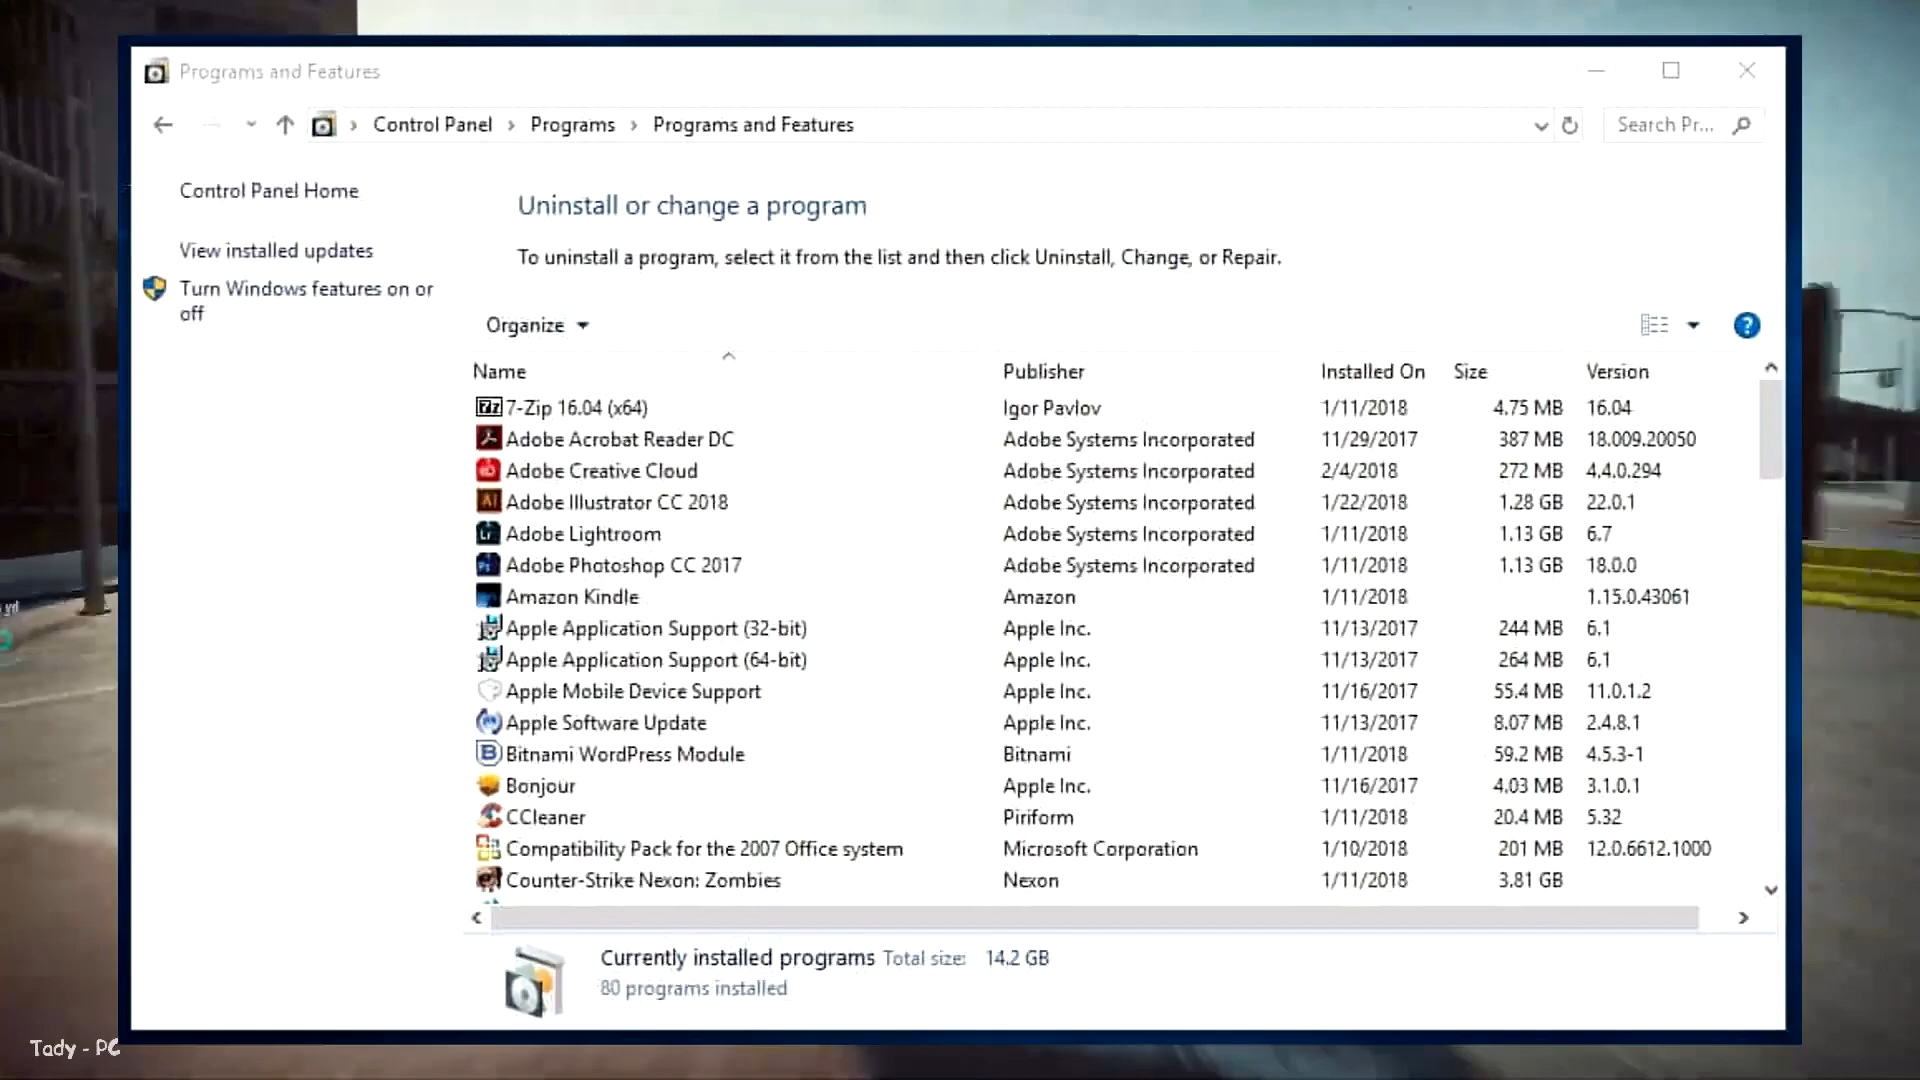 Programs and Features
Control Panel > Programs > Programs and Features
Search Pr...
Control Panel Home
View installed updates
Turn Windows features on or
off
Uninstall or change a program
To uninstall a program, select it from the list and then click Uninstall, Change, or Repair.
Organize
Name Publisher Installed On Size Version
7-Zip 16.04 (x64) Igor Pavlov 1/11/2018 4.75 MB 16.04
Adobe Acrobat Reader DC Adobe Systems Incorporated 11/29/2017 387 MB 18.009.20050
Adobe Creative Cloud Adobe Systems Incorporated 2/4/2018 272 MB 4.4.0.294
Adobe Illustrator CC 2018 Adobe Systems Incorporated 1/22/2018 1.28 GB 22.0.1
Adobe Lightroom Adobe Systems Incorporated 1/11/2018 1.13 GB 6.7
Adobe Photoshop CC 2017 Adobe Systems Incorporated 1/11/2018 1.13 GB 18.0.0
Amazon Kindle Amazon 1/11/2018 1.15.0.43061
Apple Application Support (32-bit) Apple Inc. 11/13/2017 244 MB 6.1
Apple Application Support (64-bit) Apple Inc. 11/13/2017 264 MB 6.1
Apple Mobile Device Support Apple Inc. 11/16/2017 55.4 MB 11.0.1.2
Apple Software Update Apple Inc. 11/13/2017 8.07 MB 2.4.8.1
Bitnami WordPress Module Bitnami 1/11/2018 59.2 MB 4.5.3-1
Bonjour Apple Inc. 11/16/2017 4.03 MB 3.1.0.1
CCleaner Piriform 1/11/2018 20.4 MB 5.32
Compatibility Pack for the 2007 Office system Microsoft Corporation 1/10/2018 201 MB 12.0.6612.1000
Counter-Strike Nexon: Zombies Nexon 1/11/2018 3.81 GB
Currently installed programs Total size: 14.2 GB
80 programs installed
Tady - PC